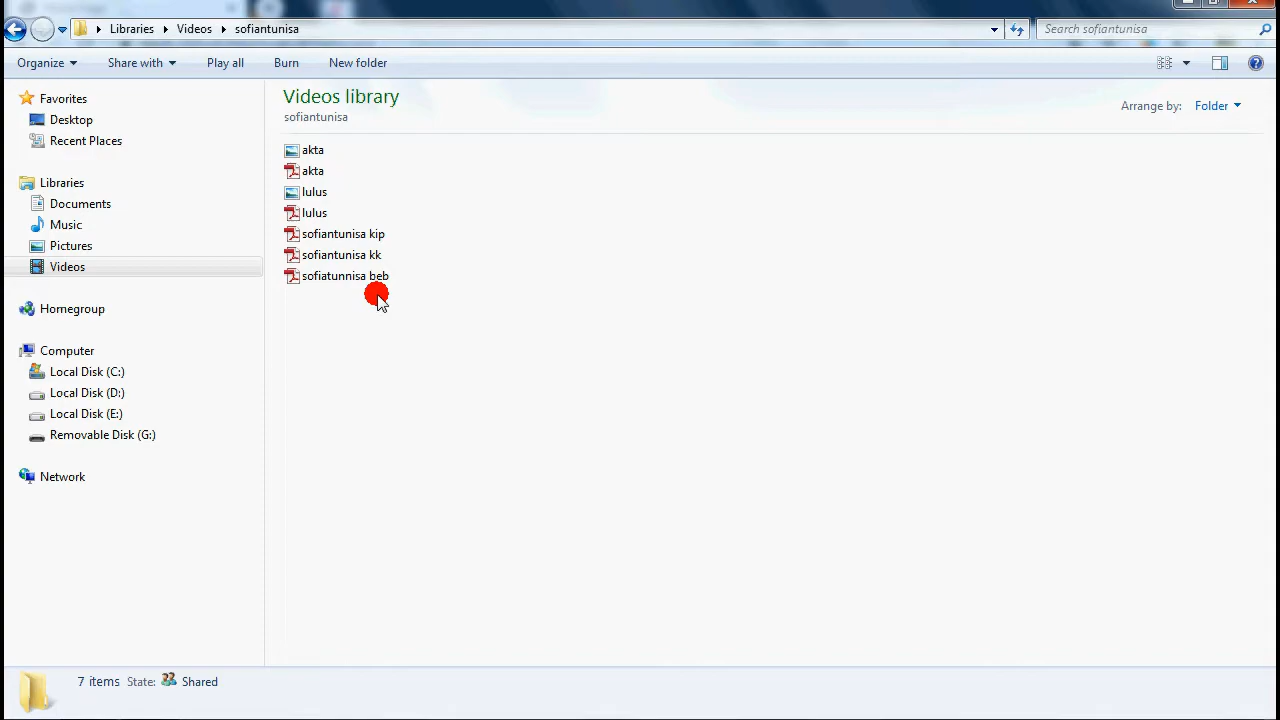 Libraries Videos sofiantunisa
Search sofiantunisa
Organize Share with Play all Burn New folder
Favorites
Desktop
Recent Places
Libraries
Documents
Music
Pictures
Videos
Homegroup
Computer
Local Disk (C:)
Local Disk (D:)
Local Disk (E:)
Removable Disk (G:)
Network
Videos library
sofiantunisa
Arrange by: Folder
akta
akta
lulus
lulus
sofiantunisa kip
sofiantunisa kk
sofiatunnisa beb
7 items State: Shared